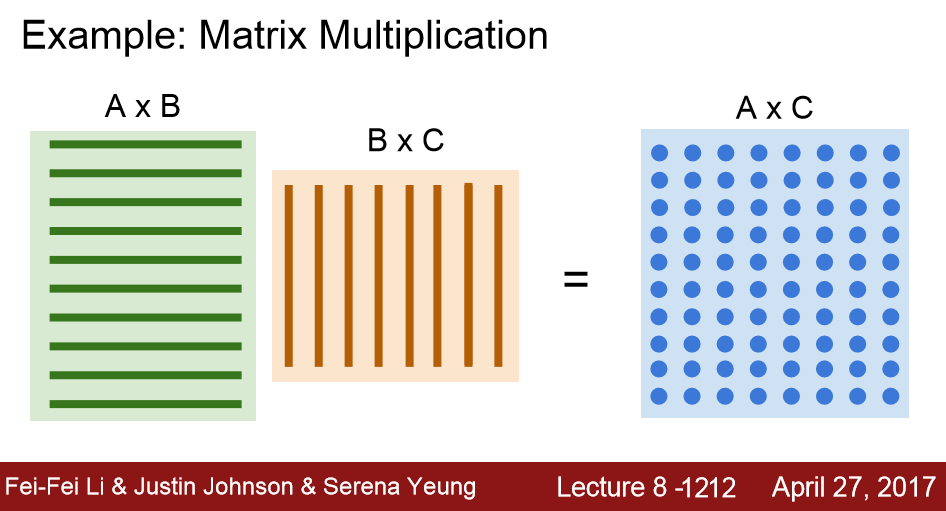 Example: Matrix Multiplication
A x B
B x C
A x C
=
Fei-Fei Li & Justin Johnson & Serena Yeung
Lecture 8 -1212
April 27, 2017